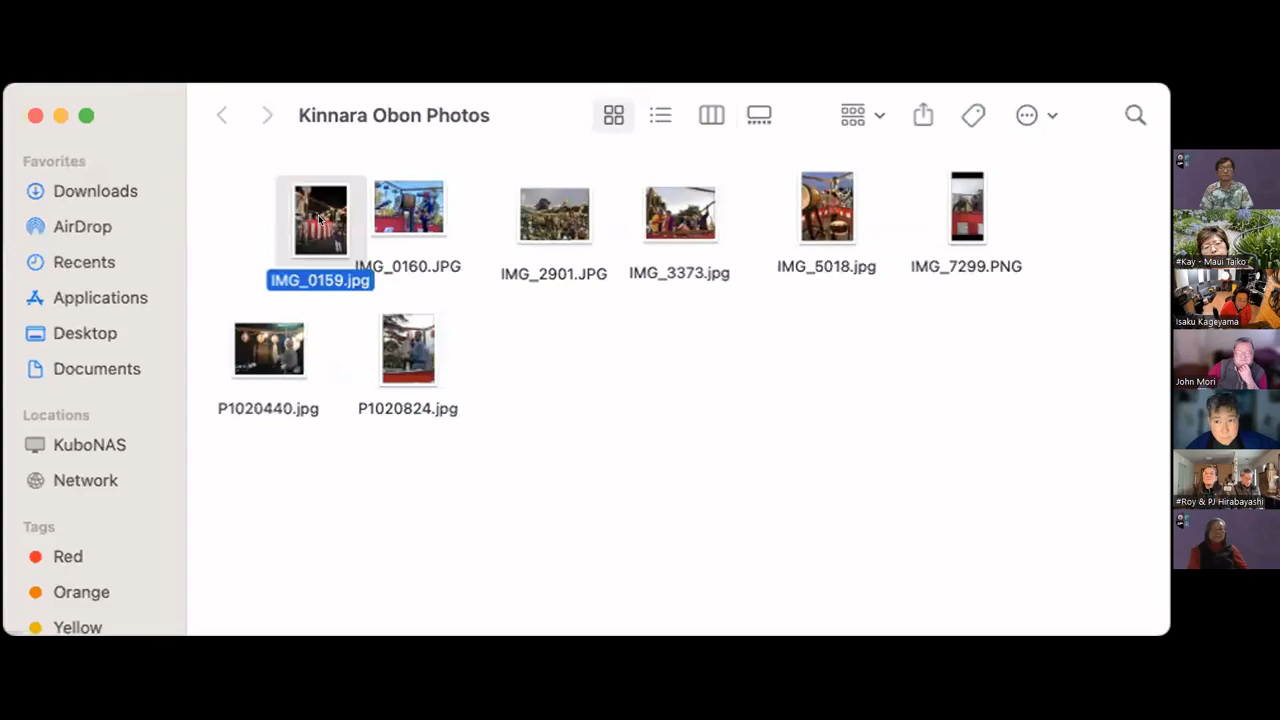 Kinnara Obon Photos
Favorites
Downloads
AirDrop
Recents
Applications
Desktop
Documents
Locations
KuboNAS
Network
Tags
Red
Orange
Yellow
IMG_0159.jpg
IMG_0160.JPG
IMG_2901.JPG
IMG_3373.jpg
IMG_5018.jpg
IMG_7299.PNG
P1020440.jpg
P1020824.jpg
#Kay - Maui Taiko
Isaku Kageyama
John Mori
#Roy & PJ Hirabayashi